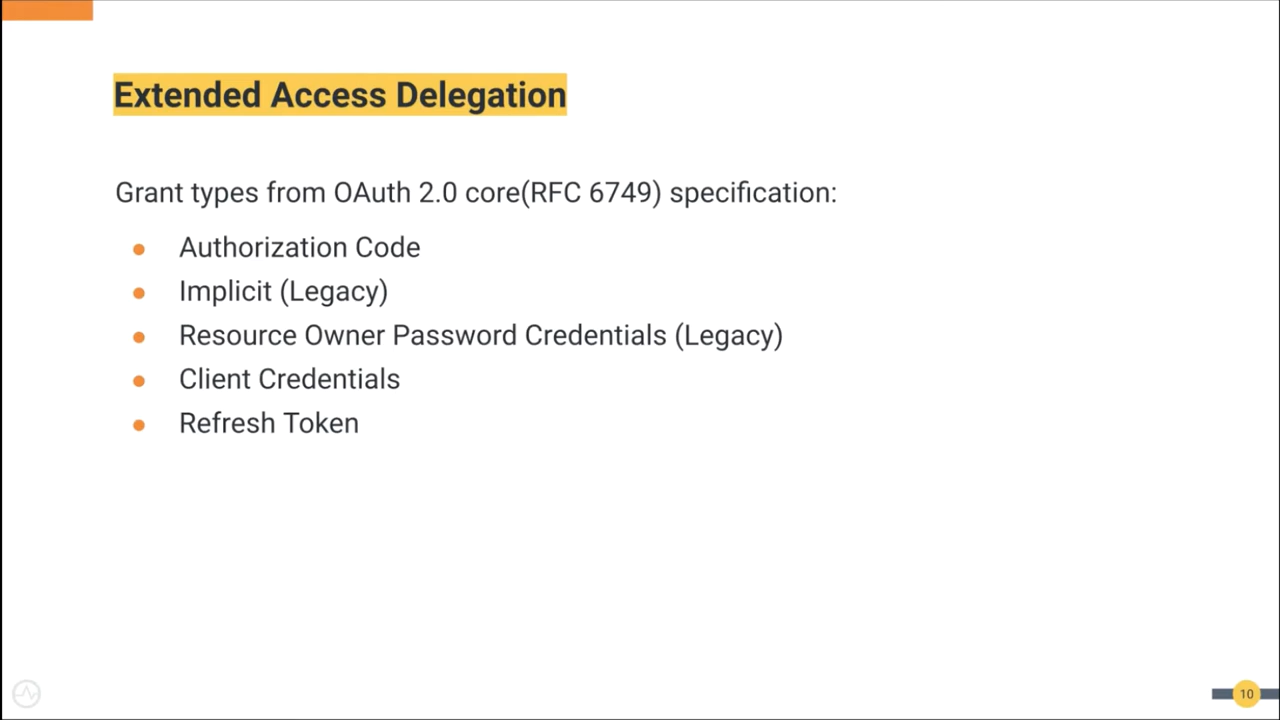 Extended Access Delegation
Grant types from OAuth 2.0 core(RFC 6749) specification:
● Authorization Code
● Implicit (Legacy)
● Resource Owner Password Credentials (Legacy)
● Client Credentials
● Refresh Token
10